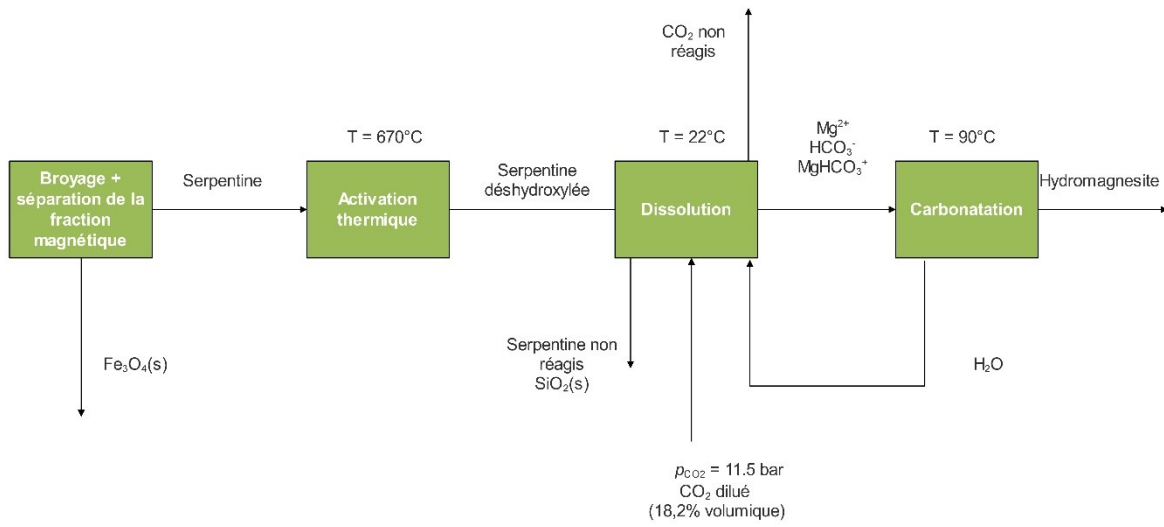 CO₂ non
réagis
T = 670°C
T = 22°C
Mg²⁺
HCO₃⁻
MgHCO₃⁺
T = 90°C
Broyage +
séparation de la
fraction
magnétique
Serpentine
Activation
thermique
Serpentine
déshydroxylée
Dissolution
Carbonatation
Hydromagnesite
Fe₃O₄(s)
Serpentine non
réagis
SiO₂(s)
H₂O
pCO₂ = 11.5 bar
CO₂ dilué
(18,2% volumique)